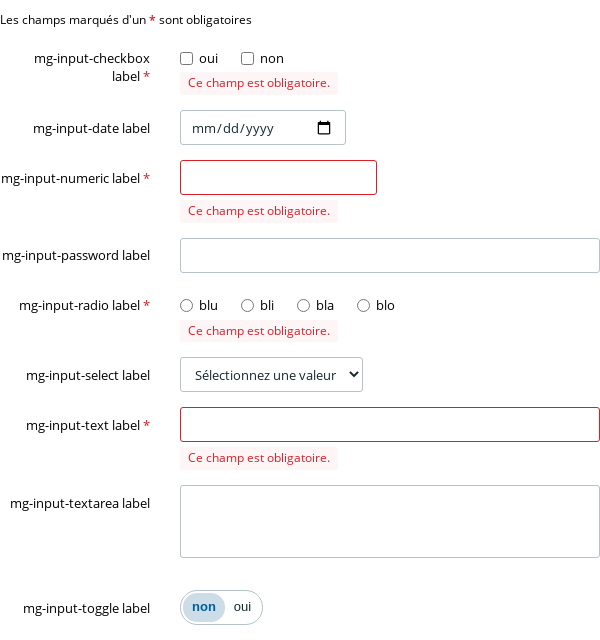 Les champs marqués d'un * sont obligatoires
mg-input-checkbox label * oui non
Ce champ est obligatoire.
mg-input-date label mm/dd/yyyy
mg-input-numeric label *
Ce champ est obligatoire.
mg-input-password label
mg-input-radio label * blu bli bla blo
Ce champ est obligatoire.
mg-input-select label Sélectionnez une valeur
mg-input-text label *
Ce champ est obligatoire.
mg-input-textarea label
mg-input-toggle label non oui